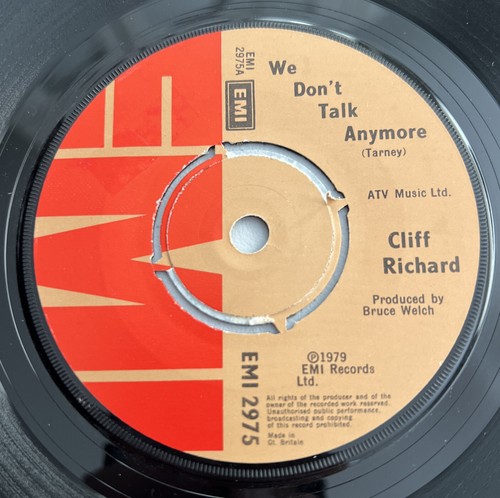 EMI
2975A
EMI
We
Don't
Talk
Anymore
(Tarney)
ATV Music Ltd.
Cliff
Richard
Produced by
Bruce Welch
℗1979
EMI Records
Ltd.
EMI 2975
All rights of the producer and of the
owner of the recorded work reserved.
Unauthorised public performance,
broadcasting and copying
of this record prohibited.
Made in
Gt. Britain
EMI